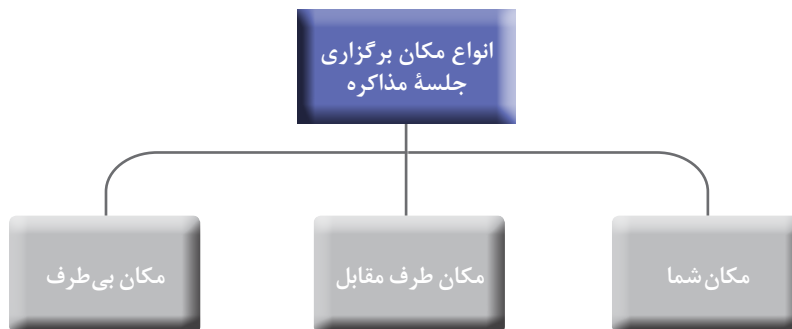 انواع مکان برگزاری
جلسهٔ مذاکره
مکان شما
مکان طرف مقابل
مکان بی‌طرف